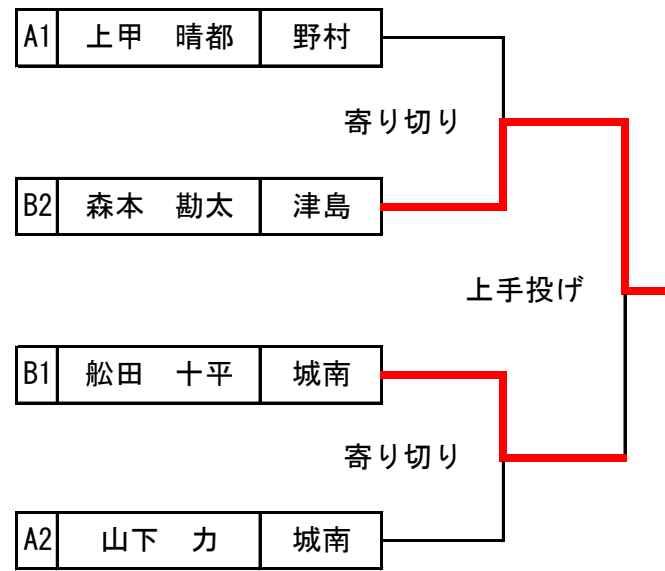 A1 上甲　晴都 野村
寄り切り
B2 森本　勘太 津島
上手投げ
B1 舩田　十平 城南
寄り切り
A2 山下　力 城南